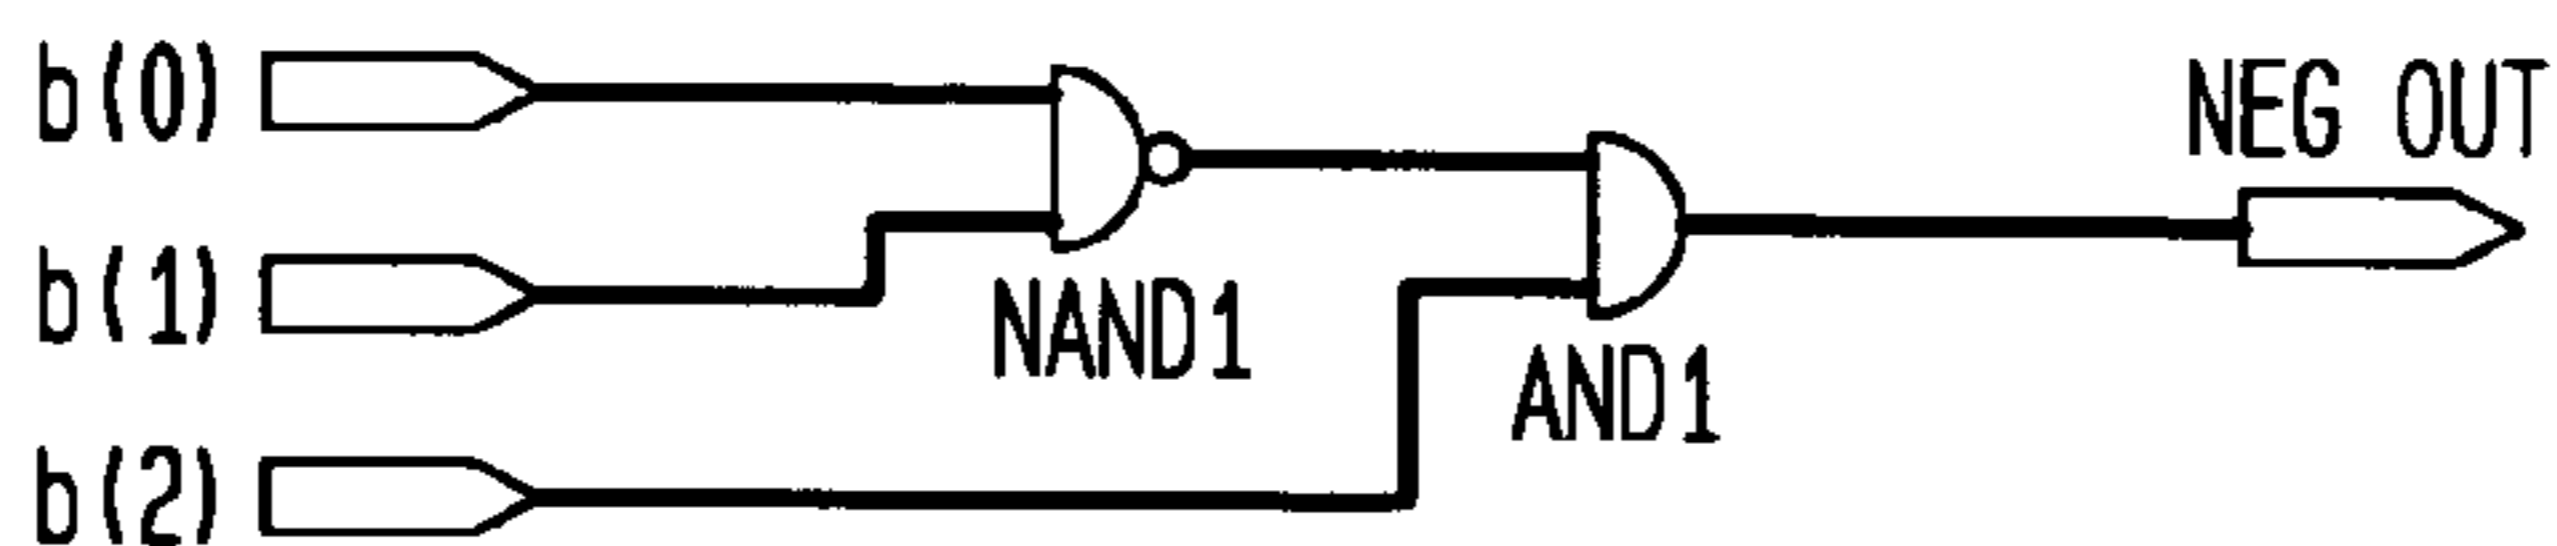 b(0)
NEG OUT
b(1)
NAND1
AND1
b(2)